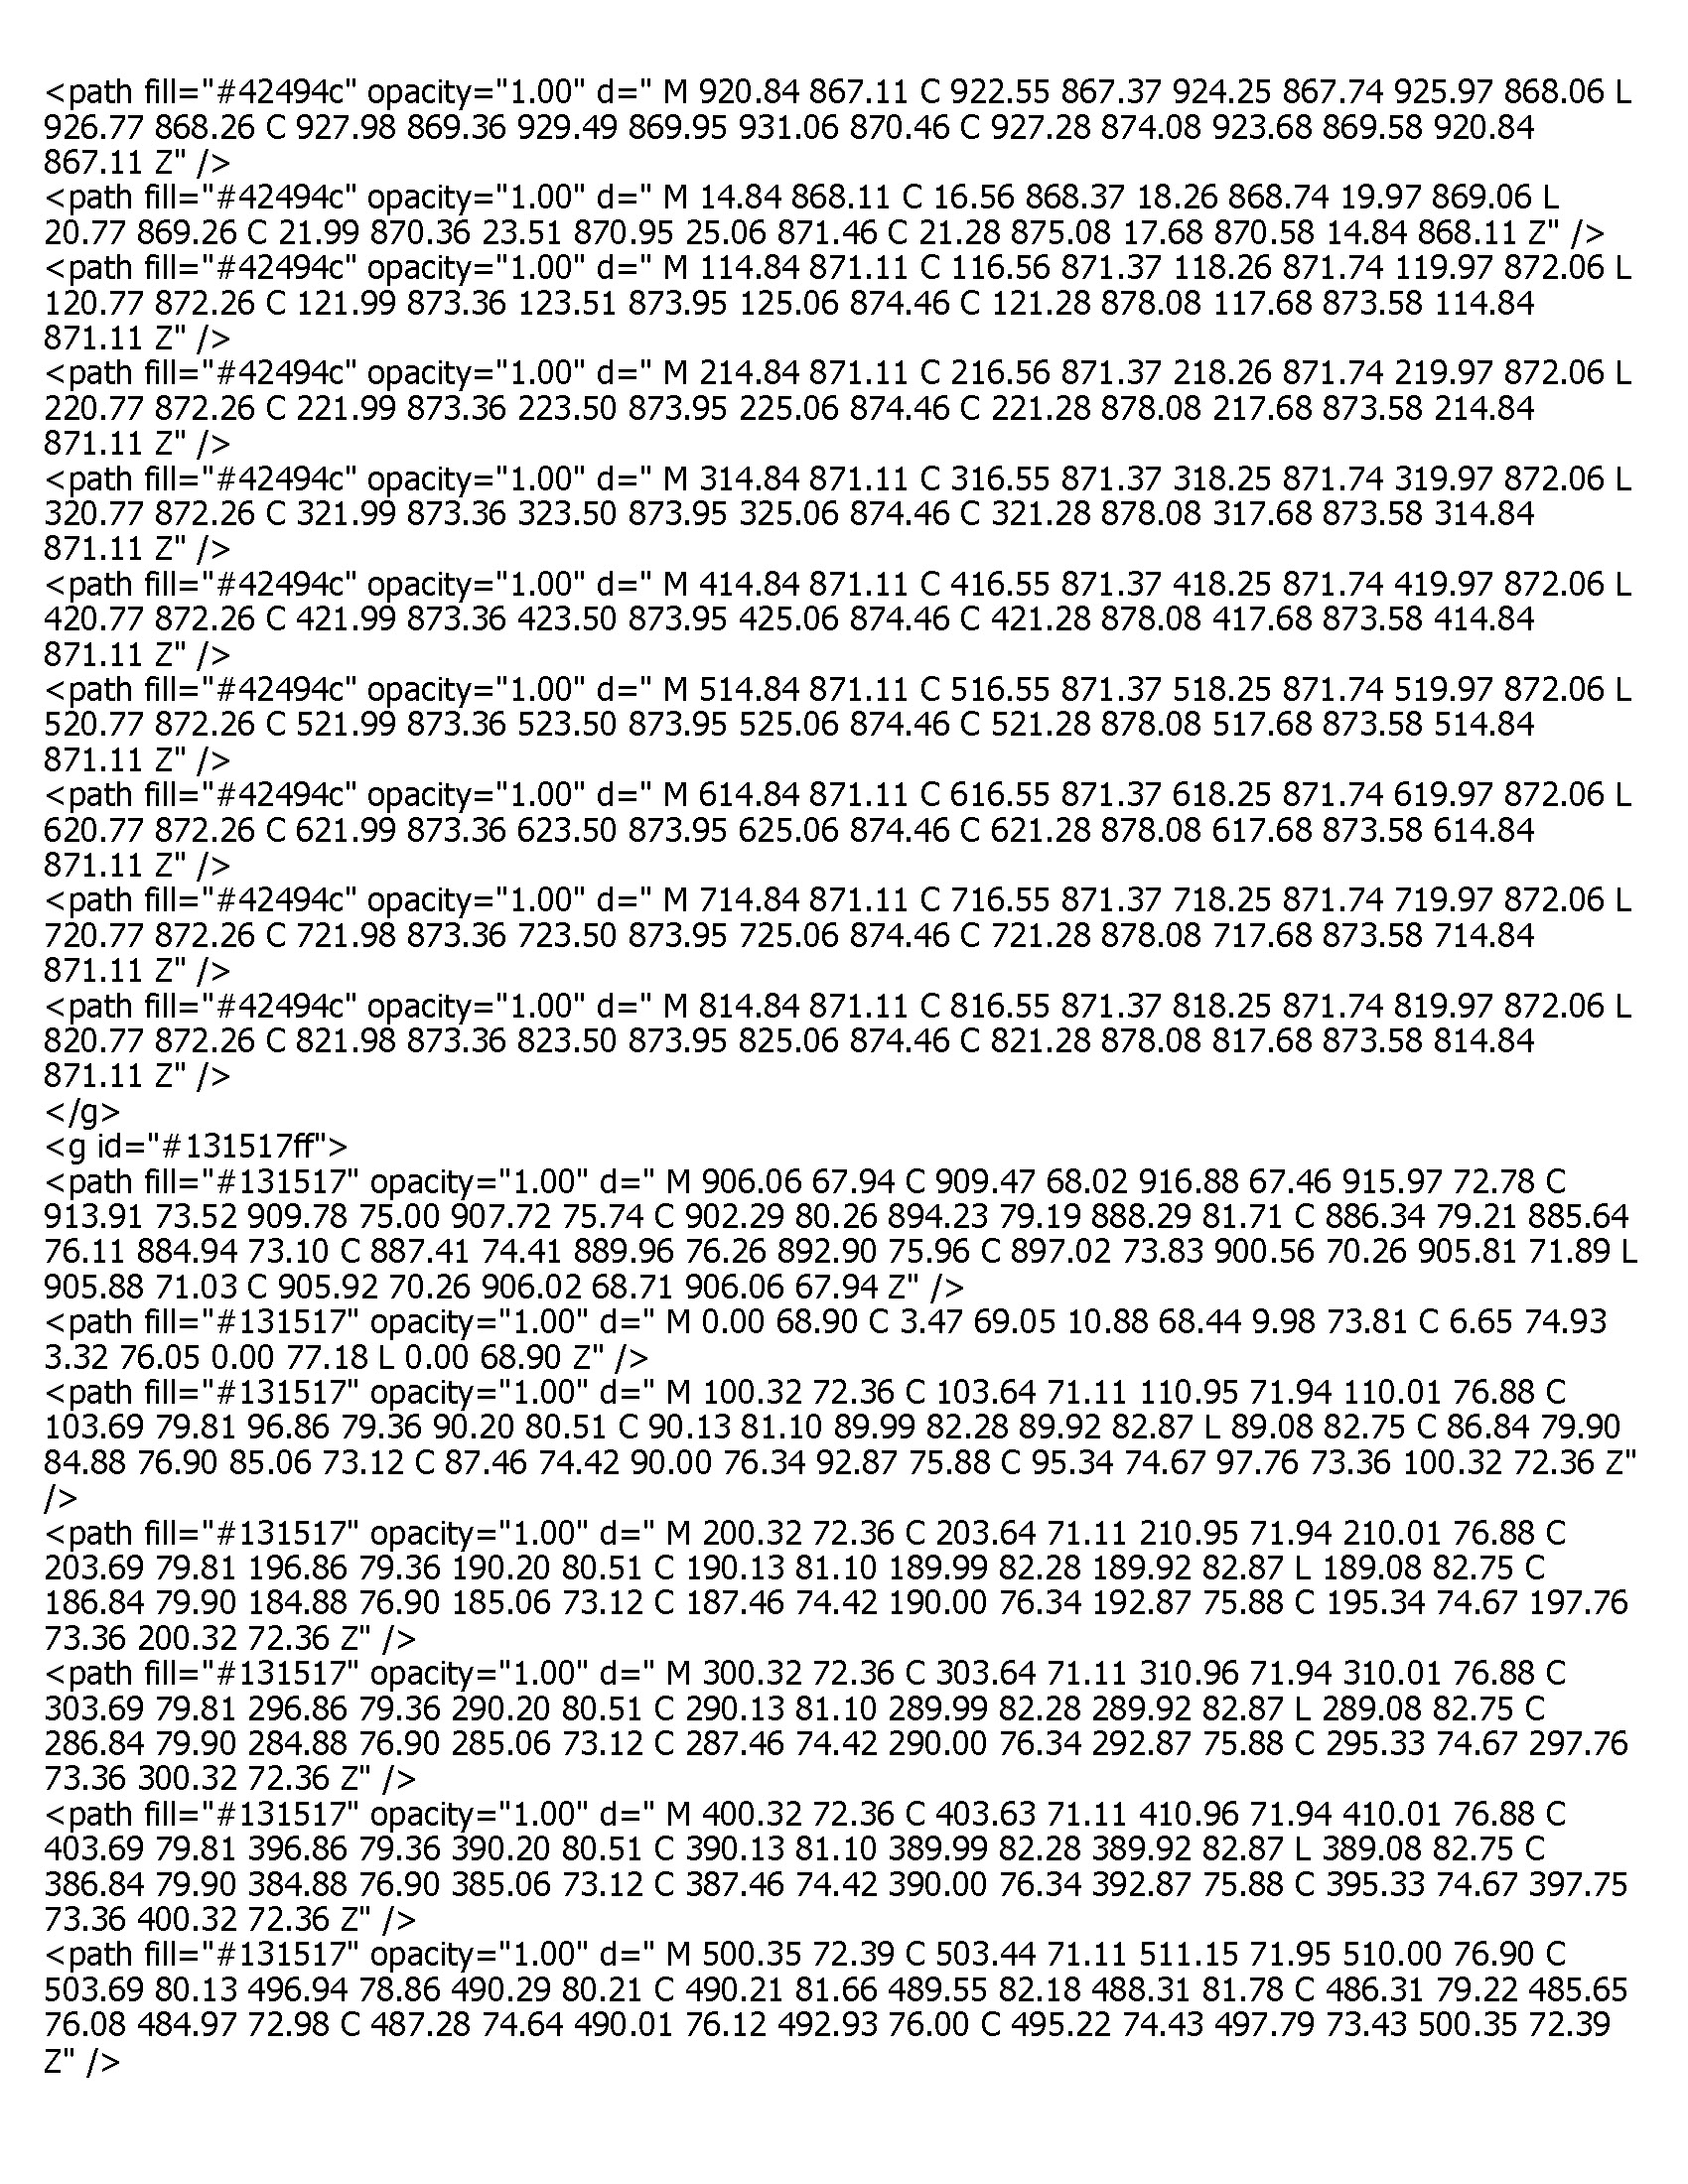 <path fill="#42494c" opacity="1.00" d=" M 920.84 867.11 C 922.55 867.37 924.25 867.74 925.97 868.06 L
926.77 868.26 C 927.98 869.36 929.49 869.95 931.06 870.46 C 927.28 874.08 923.68 869.58 920.84
867.11 Z" />
<path fill="#42494c" opacity="1.00" d=" M 14.84 868.11 C 16.56 868.37 18.26 868.74 19.97 869.06 L
20.77 869.26 C 21.99 870.36 23.51 870.95 25.06 871.46 C 21.28 875.08 17.68 870.58 14.84 868.11 Z" />
<path fill="#42494c" opacity="1.00" d=" M 114.84 871.11 C 116.56 871.37 118.26 871.74 119.97 872.06 L
120.77 872.26 C 121.99 873.36 123.51 873.95 125.06 874.46 C 121.28 878.08 117.68 873.58 114.84
871.11 Z" />
<path fill="#42494c" opacity="1.00" d=" M 214.84 871.11 C 216.56 871.37 218.26 871.74 219.97 872.06 L
220.77 872.26 C 221.99 873.36 223.50 873.95 225.06 874.46 C 221.28 878.08 217.68 873.58 214.84
871.11 Z" />
<path fill="#42494c" opacity="1.00" d=" M 314.84 871.11 C 316.55 871.37 318.25 871.74 319.97 872.06 L
320.77 872.26 C 321.99 873.36 323.50 873.95 325.06 874.46 C 321.28 878.08 317.68 873.58 314.84
871.11 Z" />
<path fill="#42494c" opacity="1.00" d=" M 414.84 871.11 C 416.55 871.37 418.25 871.74 419.97 872.06 L
420.77 872.26 C 421.99 873.36 423.50 873.95 425.06 874.46 C 421.28 878.08 417.68 873.58 414.84
871.11 Z" />
<path fill="#42494c" opacity="1.00" d=" M 514.84 871.11 C 516.55 871.37 518.25 871.74 519.97 872.06 L
520.77 872.26 C 521.99 873.36 523.50 873.95 525.06 874.46 C 521.28 878.08 517.68 873.58 514.84
871.11 Z" />
<path fill="#42494c" opacity="1.00" d=" M 614.84 871.11 C 616.55 871.37 618.25 871.74 619.97 872.06 L
620.77 872.26 C 621.99 873.36 623.50 873.95 625.06 874.46 C 621.28 878.08 617.68 873.58 614.84
871.11 Z" />
<path fill="#42494c" opacity="1.00" d=" M 714.84 871.11 C 716.55 871.37 718.25 871.74 719.97 872.06 L
720.77 872.26 C 721.98 873.36 723.50 873.95 725.06 874.46 C 721.28 878.08 717.68 873.58 714.84
871.11 Z" />
<path fill="#42494c" opacity="1.00" d=" M 814.84 871.11 C 816.55 871.37 818.25 871.74 819.97 872.06 L
820.77 872.26 C 821.98 873.36 823.50 873.95 825.06 874.46 C 821.28 878.08 817.68 873.58 814.84
871.11 Z" />
</g>
<g id="#131517ff">
<path fill="#131517" opacity="1.00" d=" M 906.06 67.94 C 909.47 68.02 916.88 67.46 915.97 72.78 C
913.91 73.52 909.78 75.00 907.72 75.74 C 902.29 80.26 894.23 79.19 888.29 81.71 C 886.34 79.21 885.64
76.11 884.94 73.10 C 887.41 74.41 889.96 76.26 892.90 75.96 C 897.02 73.83 900.56 70.26 905.81 71.89 L
905.88 71.03 C 905.92 70.26 906.02 68.71 906.06 67.94 Z" />
<path fill="#131517" opacity="1.00" d=" M 0.00 68.90 C 3.47 69.05 10.88 68.44 9.98 73.81 C 6.65 74.93
3.32 76.05 0.00 77.18 L 0.00 68.90 Z" />
<path fill="#131517" opacity="1.00" d=" M 100.32 72.36 C 103.64 71.11 110.95 71.94 110.01 76.88 C
103.69 79.81 96.86 79.36 90.20 80.51 C 90.13 81.10 89.99 82.28 89.92 82.87 L 89.08 82.75 C 86.84 79.90
84.88 76.90 85.06 73.12 C 87.46 74.42 90.00 76.34 92.87 75.88 C 95.34 74.67 97.76 73.36 100.32 72.36 Z"
/>
<path fill="#131517" opacity="1.00" d=" M 200.32 72.36 C 203.64 71.11 210.95 71.94 210.01 76.88 C
203.69 79.81 196.86 79.36 190.20 80.51 C 190.13 81.10 189.99 82.28 189.92 82.87 L 189.08 82.75 C
186.84 79.90 184.88 76.90 185.06 73.12 C 187.46 74.42 190.00 76.34 192.87 75.88 C 195.34 74.67 197.76
73.36 200.32 72.36 Z" />
<path fill="#131517" opacity="1.00" d=" M 300.32 72.36 C 303.64 71.11 310.96 71.94 310.01 76.88 C
303.69 79.81 296.86 79.36 290.20 80.51 C 290.13 81.10 289.99 82.28 289.92 82.87 L 289.08 82.75 C
286.84 79.90 284.88 76.90 285.06 73.12 C 287.46 74.42 290.00 76.34 292.87 75.88 C 295.33 74.67 297.76
73.36 300.32 72.36 Z" />
<path fill="#131517" opacity="1.00" d=" M 400.32 72.36 C 403.63 71.11 410.96 71.94 410.01 76.88 C
403.69 79.81 396.86 79.36 390.20 80.51 C 390.13 81.10 389.99 82.28 389.92 82.87 L 389.08 82.75 C
386.84 79.90 384.88 76.90 385.06 73.12 C 387.46 74.42 390.00 76.34 392.87 75.88 C 395.33 74.67 397.75
73.36 400.32 72.36 Z" />
<path fill="#131517" opacity="1.00" d=" M 500.35 72.39 C 503.44 71.11 511.15 71.95 510.00 76.90 C
503.69 80.13 496.94 78.86 490.29 80.21 C 490.21 81.66 489.55 82.18 488.31 81.78 C 486.31 79.22 485.65
76.08 484.97 72.98 C 487.28 74.64 490.01 76.12 492.93 76.00 C 495.22 74.43 497.79 73.43 500.35 72.39
Z" />